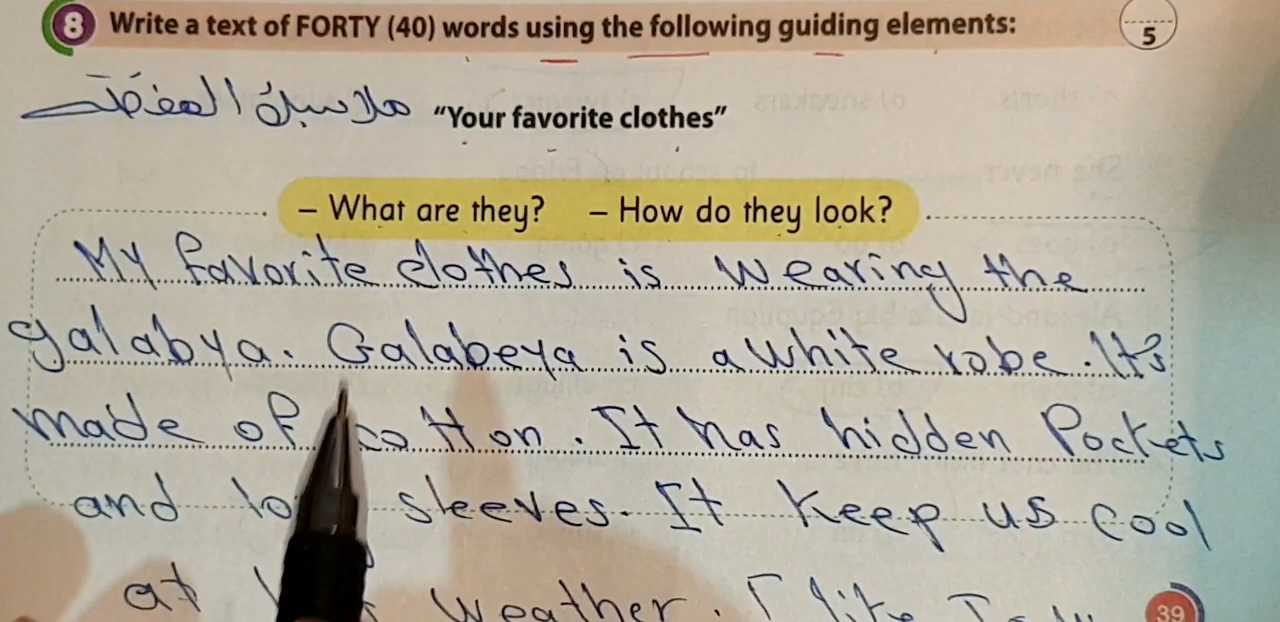 8 Write a text of FORTY (40) words using the following guiding elements:
5
ملابسك المفضلة "Your favorite clothes"
– What are they? – How do they look?
My favorite clothes is wearing the
galabya. Galabeya is a white robe. It's
made of cotton. It has hidden Pockets
and sleeves. It keep us cool
at weather. I like
39